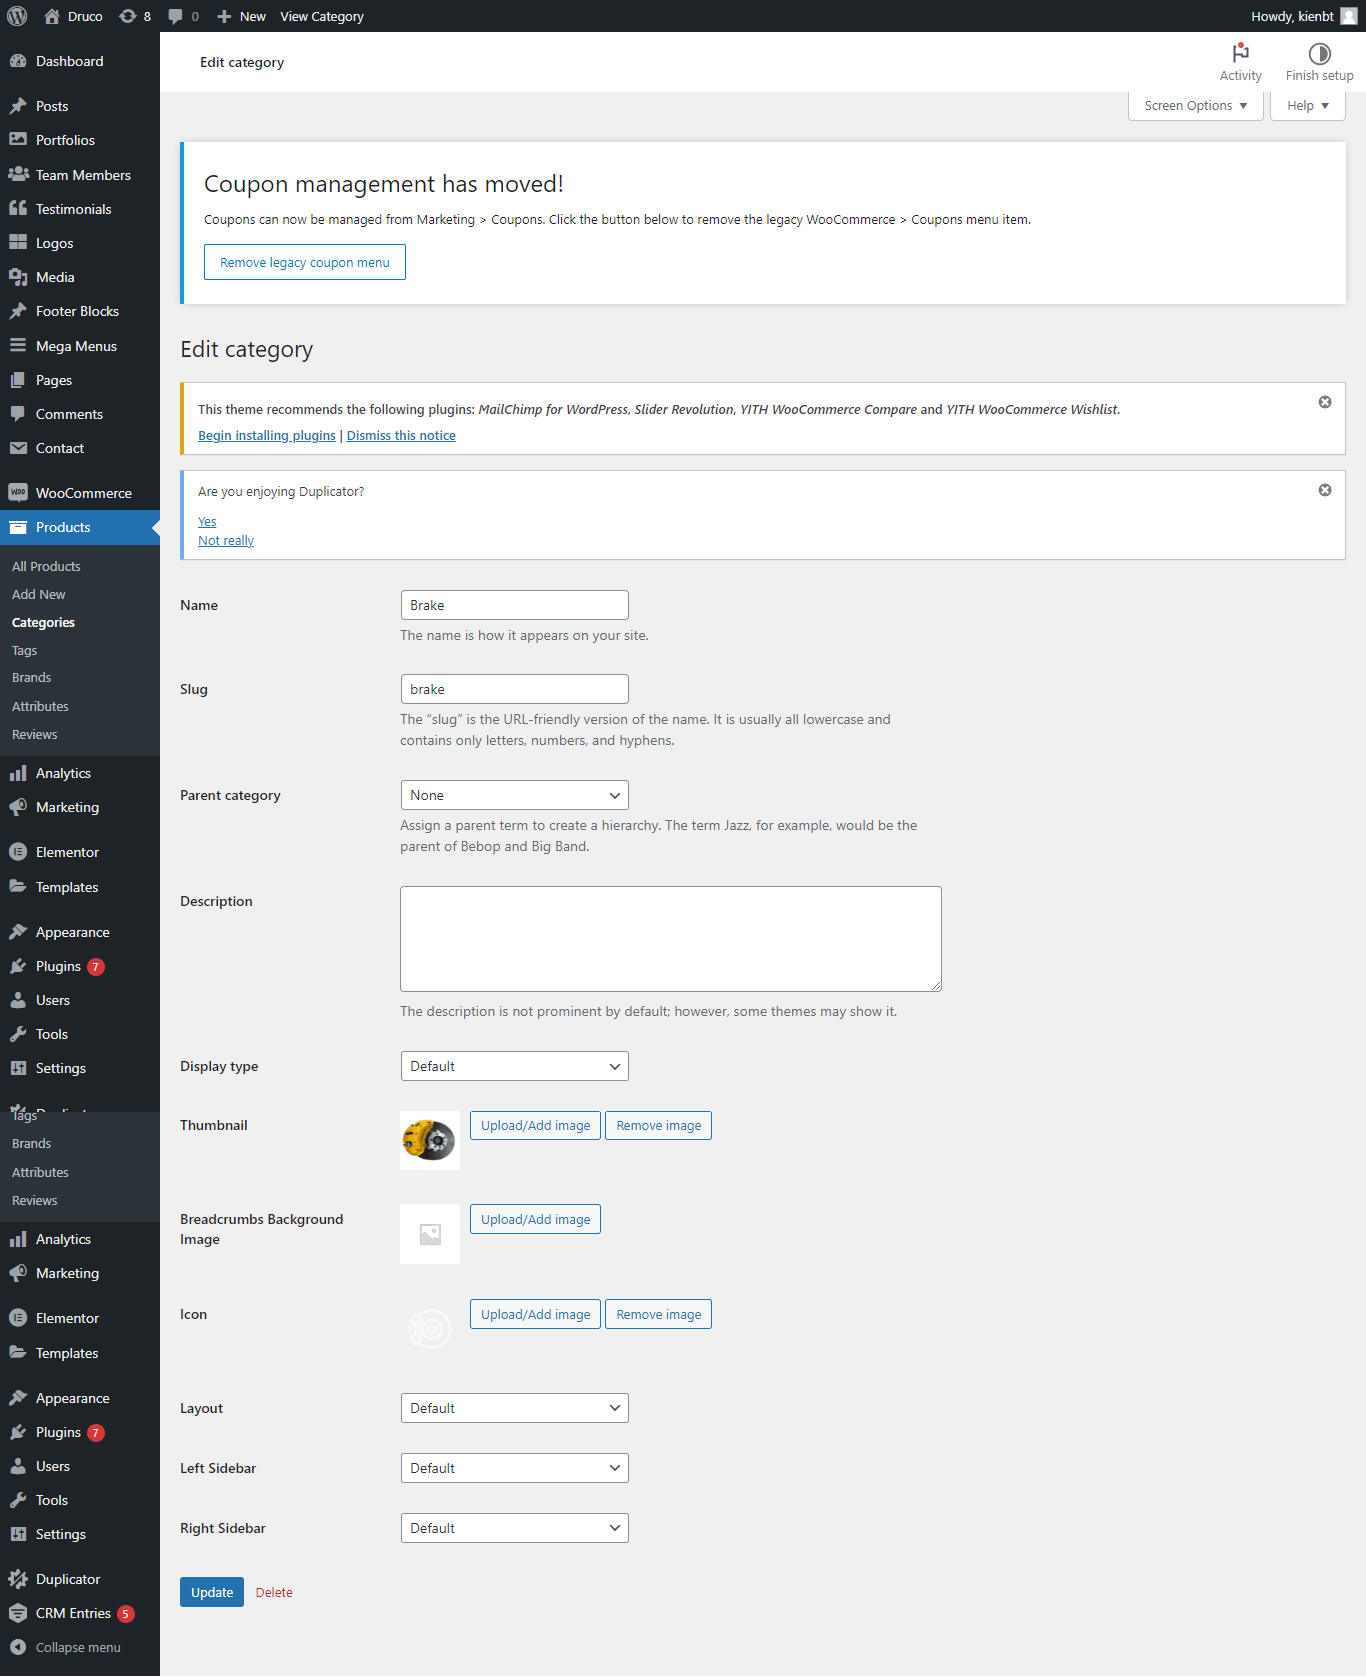 Druco 8 0 New View Category Howdy, kienbt
Dashboard
Posts
Portfolios
Team Members
Testimonials
Logos
Media
Footer Blocks
Mega Menus
Pages
Comments
Contact
WooCommerce
Products
All Products
Add New
Categories
Tags
Brands
Attributes
Reviews
Analytics
Marketing
Elementor
Templates
Appearance
Plugins 7
Users
Tools
Settings
Tags
Brands
Attributes
Reviews
Analytics
Marketing
Elementor
Templates
Appearance
Plugins 7
Users
Tools
Settings
Duplicator
CRM Entries 5
Collapse menu
Edit category
Activity
Finish setup
Screen Options
Help
Coupon management has moved!
Coupons can now be managed from Marketing > Coupons. Click the button below to remove the legacy WooCommerce > Coupons menu item.
Remove legacy coupon menu
Edit category
This theme recommends the following plugins: MailChimp for WordPress, Slider Revolution, YITH WooCommerce Compare and YITH WooCommerce Wishlist.
Begin installing plugins | Dismiss this notice
Are you enjoying Duplicator?
Yes
Not really
Name
Brake
The name is how it appears on your site.
Slug
brake
The “slug” is the URL-friendly version of the name. It is usually all lowercase and
contains only letters, numbers, and hyphens.
Parent category
None
Assign a parent term to create a hierarchy. The term Jazz, for example, would be the
parent of Bebop and Big Band.
Description
The description is not prominent by default; however, some themes may show it.
Display type
Default
Thumbnail
Upload/Add image Remove image
Breadcrumbs Background
Image
Upload/Add image
Icon
Upload/Add image Remove image
Layout
Default
Left Sidebar
Default
Right Sidebar
Default
Update Delete